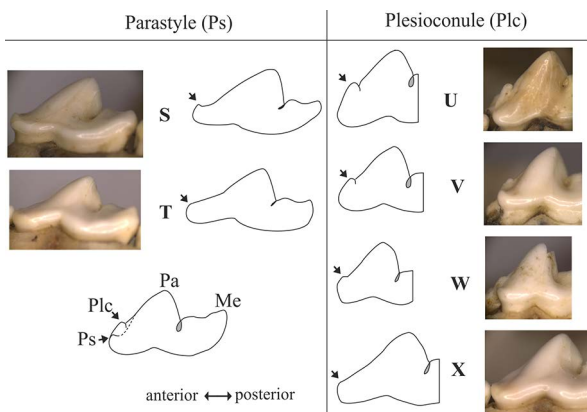 Parastyle (Ps)
S
T
Plc
Pa
Me
Ps
anterior ↔ posterior
Plesioconule (Plc)
U
V
W
X